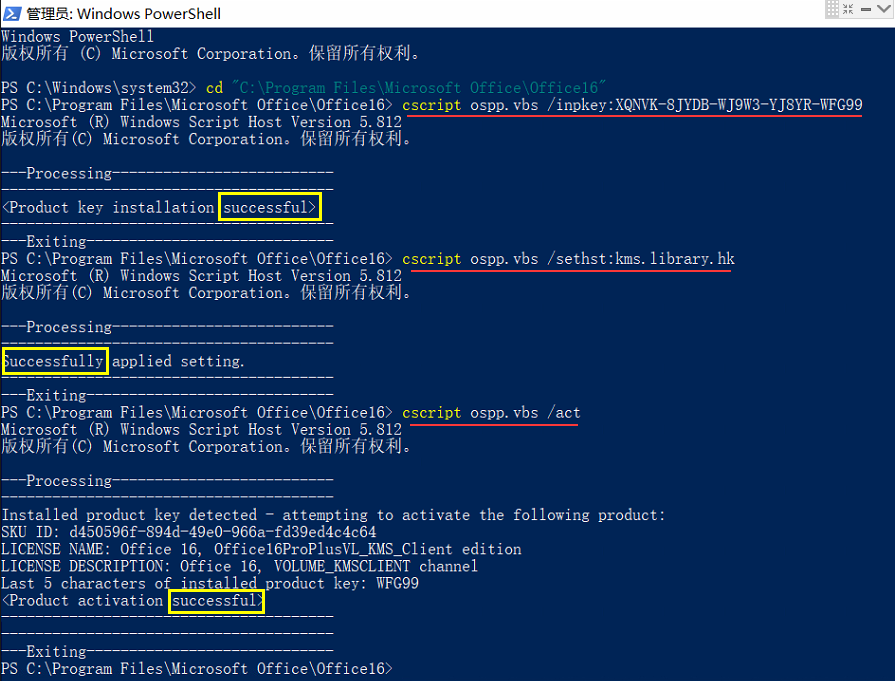 管理员: Windows PowerShell
Windows PowerShell
版权所有 (C) Microsoft Corporation。保留所有权利。
PS C:\Windows\system32> cd "C:\Program Files\Microsoft Office\Office16"
PS C:\Program Files\Microsoft Office\Office16> cscript ospp.vbs /inpkey:XQNVK-8JYDB-WJ9W3-YJ8YR-WFG99
Microsoft (R) Windows Script Host Version 5.812
版权所有(C) Microsoft Corporation。保留所有权利。
---Processing--------------------------
---------------------------------------
<Product key installation successful>
---------------------------------------
---Exiting-----------------------------
PS C:\Program Files\Microsoft Office\Office16> cscript ospp.vbs /sethst:kms.library.hk
Microsoft (R) Windows Script Host Version 5.812
版权所有(C) Microsoft Corporation。保留所有权利。
---Processing--------------------------
---------------------------------------
Successfully applied setting.
---------------------------------------
---Exiting-----------------------------
PS C:\Program Files\Microsoft Office\Office16> cscript ospp.vbs /act
Microsoft (R) Windows Script Host Version 5.812
版权所有(C) Microsoft Corporation。保留所有权利。
---Processing--------------------------
---------------------------------------
Installed product key detected - attempting to activate the following product:
SKU ID: d450596f-894d-49e0-966a-fd39ed4c4c64
LICENSE NAME: Office 16, Office16ProPlusVL_KMS_Client edition
LICENSE DESCRIPTION: Office 16, VOLUME_KMSCLIENT channel
Last 5 characters of installed product key: WFG99
<Product activation successful>
---------------------------------------
---------------------------------------
---Exiting-----------------------------
PS C:\Program Files\Microsoft Office\Office16>